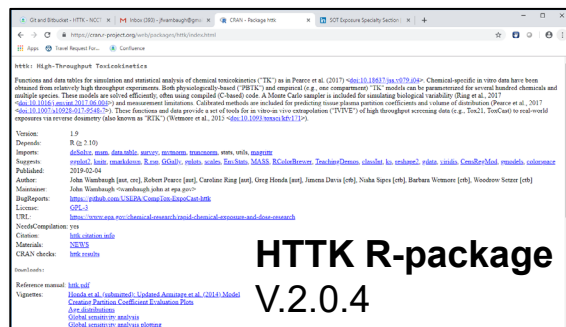 Git and Bitbucket - HTTK - NCCT
Inbox (280) - jfwambaugh@gm
CRAN - Package httk
SOT Exposure Specialty Section |
https://cran.r-project.org/web/packages/httk/index.html
Apps Travel Request For... Confluence
httk: High-Throughput Toxicokinetics
Functions and data tables for simulation and statistical analysis of chemical toxicokinetics ("TK") as in Pearce et al. (2017) <doi:10.18637/jss.v079.i04>. Chemical-specific in vitro data have been
obtained from relatively high throughput experiments. Both physiologically-based ("PBTK") and empirical (e.g., one compartment) "TK" models can be parameterized for several hundred chemicals and
multiple species. These models are solved efficiently, often using compiled (C-based) code. A Monte Carlo sampler is included for simulating biological variability (Ring et al., 2017
<doi:10.1016/j.envint.2017.06.004>) and measurement limitations. Calibrated methods are included for predicting tissue:plasma partition coefficients and volume of distribution (Pearce et al., 2017
<doi:10.1007/s10928-017-9548-7>). These functions and data provide a set of tools for in vitro-in vivo extrapolation ("IVIVE") of high throughput screening data (e.g., Tox21, ToxCast) to real-world
exposures via reverse dosimetry (also known as "RTK") (Wetmore et al., 2015 <doi:10.1093/toxsci/kfv171>).
Version: 1.9
Depends: R (≥ 2.10)
Imports: deSolve, msm, data.table, survey, mvtnorm, truncnorm, stats, utils, magrittr
Suggests: ggplot2, knitr, rmarkdown, R.rsp, GGally, gplots, scales, EnvStats, MASS, RColorBrewer, TeachingDemos, classInt, ks, reshape2, gdata, viridis, CensRegMod, gmodels, colorspace
Published: 2019-02-04
Author: John Wambaugh [aut, cre], Robert Pearce [aut], Caroline Ring [aut], Greg Honda [aut], Jimena Davis [ctb], Nisha Sipes [ctb], Barbara Wetmore [ctb], Woodrow Setzer [ctb]
Maintainer: John Wambaugh <wambaugh.john at epa.gov>
BugReports: https://github.com/USEPA/CompTox-ExpoCast-httk
License: GPL-3
URL: https://www.epa.gov/chemical-research/rapid-chemical-exposure-and-dose-research
NeedsCompilation: yes
Citation: httk citation info
Materials: NEWS
CRAN checks: httk results
Downloads:
Reference manual: httk.pdf
Vignettes: Honda et al. (submitted): Updated Armitage et al. (2014) Model
Creating Partition Coefficient Evaluation Plots
Age distributions
Global sensitivity analysis
Global sensitivity analysis plotting
HTTK R-package
V.2.0.4